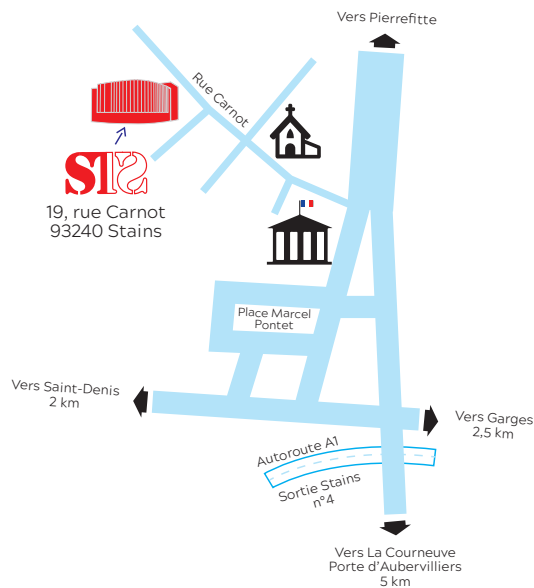 Vers Pierrefitte
Rue Carnot
STS
19, rue Carnot
93240 Stains
Place Marcel
Pontet
Vers Saint-Denis
2 km
Vers Garges
2,5 km
Autoroute A1
Sortie Stains
n°4
Vers La Courneuve
Porte d’Aubervilliers
5 km